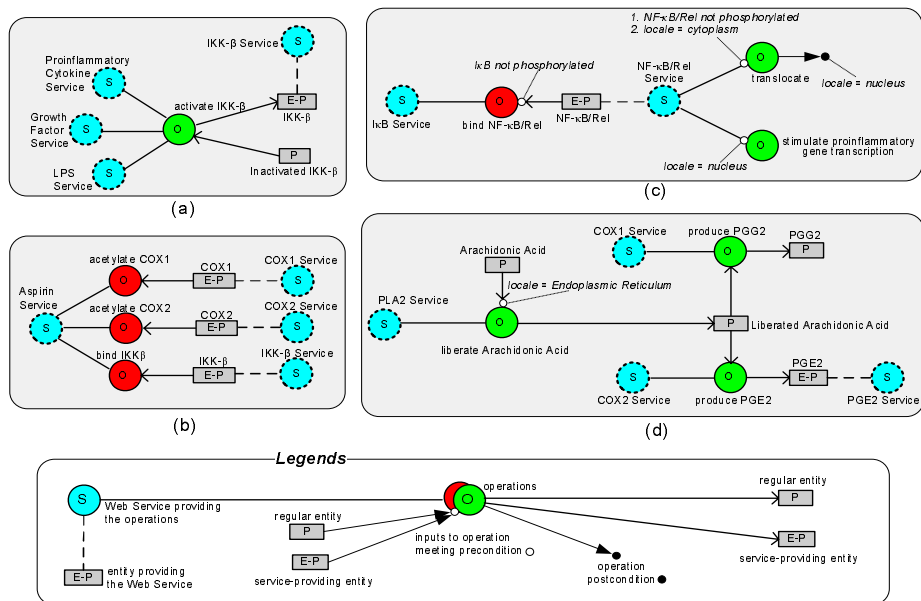 IKK-β Service
S
Proinflammatory
Cytokine
Service
S
activate IKK-β
E-P
IKK-β
Growth
Factor
Service
S
O
P
Inactivated IKK-β
LPS
Service
S
(a)
1. NF-κB/Rel not phosphorylated
2. locale = cytoplasm
O
translocate
locale = nucleus
IκB not phosphorylated
NF-κB/Rel
Service
S
IκB Service
O
bind NF-κB/Rel
E-P
NF-κB/Rel
S
O
stimulate proinflammatory
gene transcription
locale = nucleus
(c)
acetylate COX1
O
COX1
E-P
COX1 Service
S
Aspirin
Service
S
acetylate COX2
O
COX2
E-P
COX2 Service
S
bind IKKβ
O
IKK-β
E-P
IKK-β Service
S
(b)
COX1 Service
S
produce PGG2
O
PGG2
P
Arachidonic Acid
P
locale = Endoplasmic Reticulum
PLA2 Service
S
O
liberate Arachidonic Acid
P
Liberated Arachidonic Acid
S
COX2 Service
O
produce PGE2
PGE2
E-P
S
PGE2 Service
(d)
Legends
S
Web Service providing
the operations
E-P
entity providing
the Web Service
regular entity
P
E-P
service-providing entity
O
operations
inputs to operation
meeting precondition
operation
postcondition
regular entity
P
E-P
service-providing entity